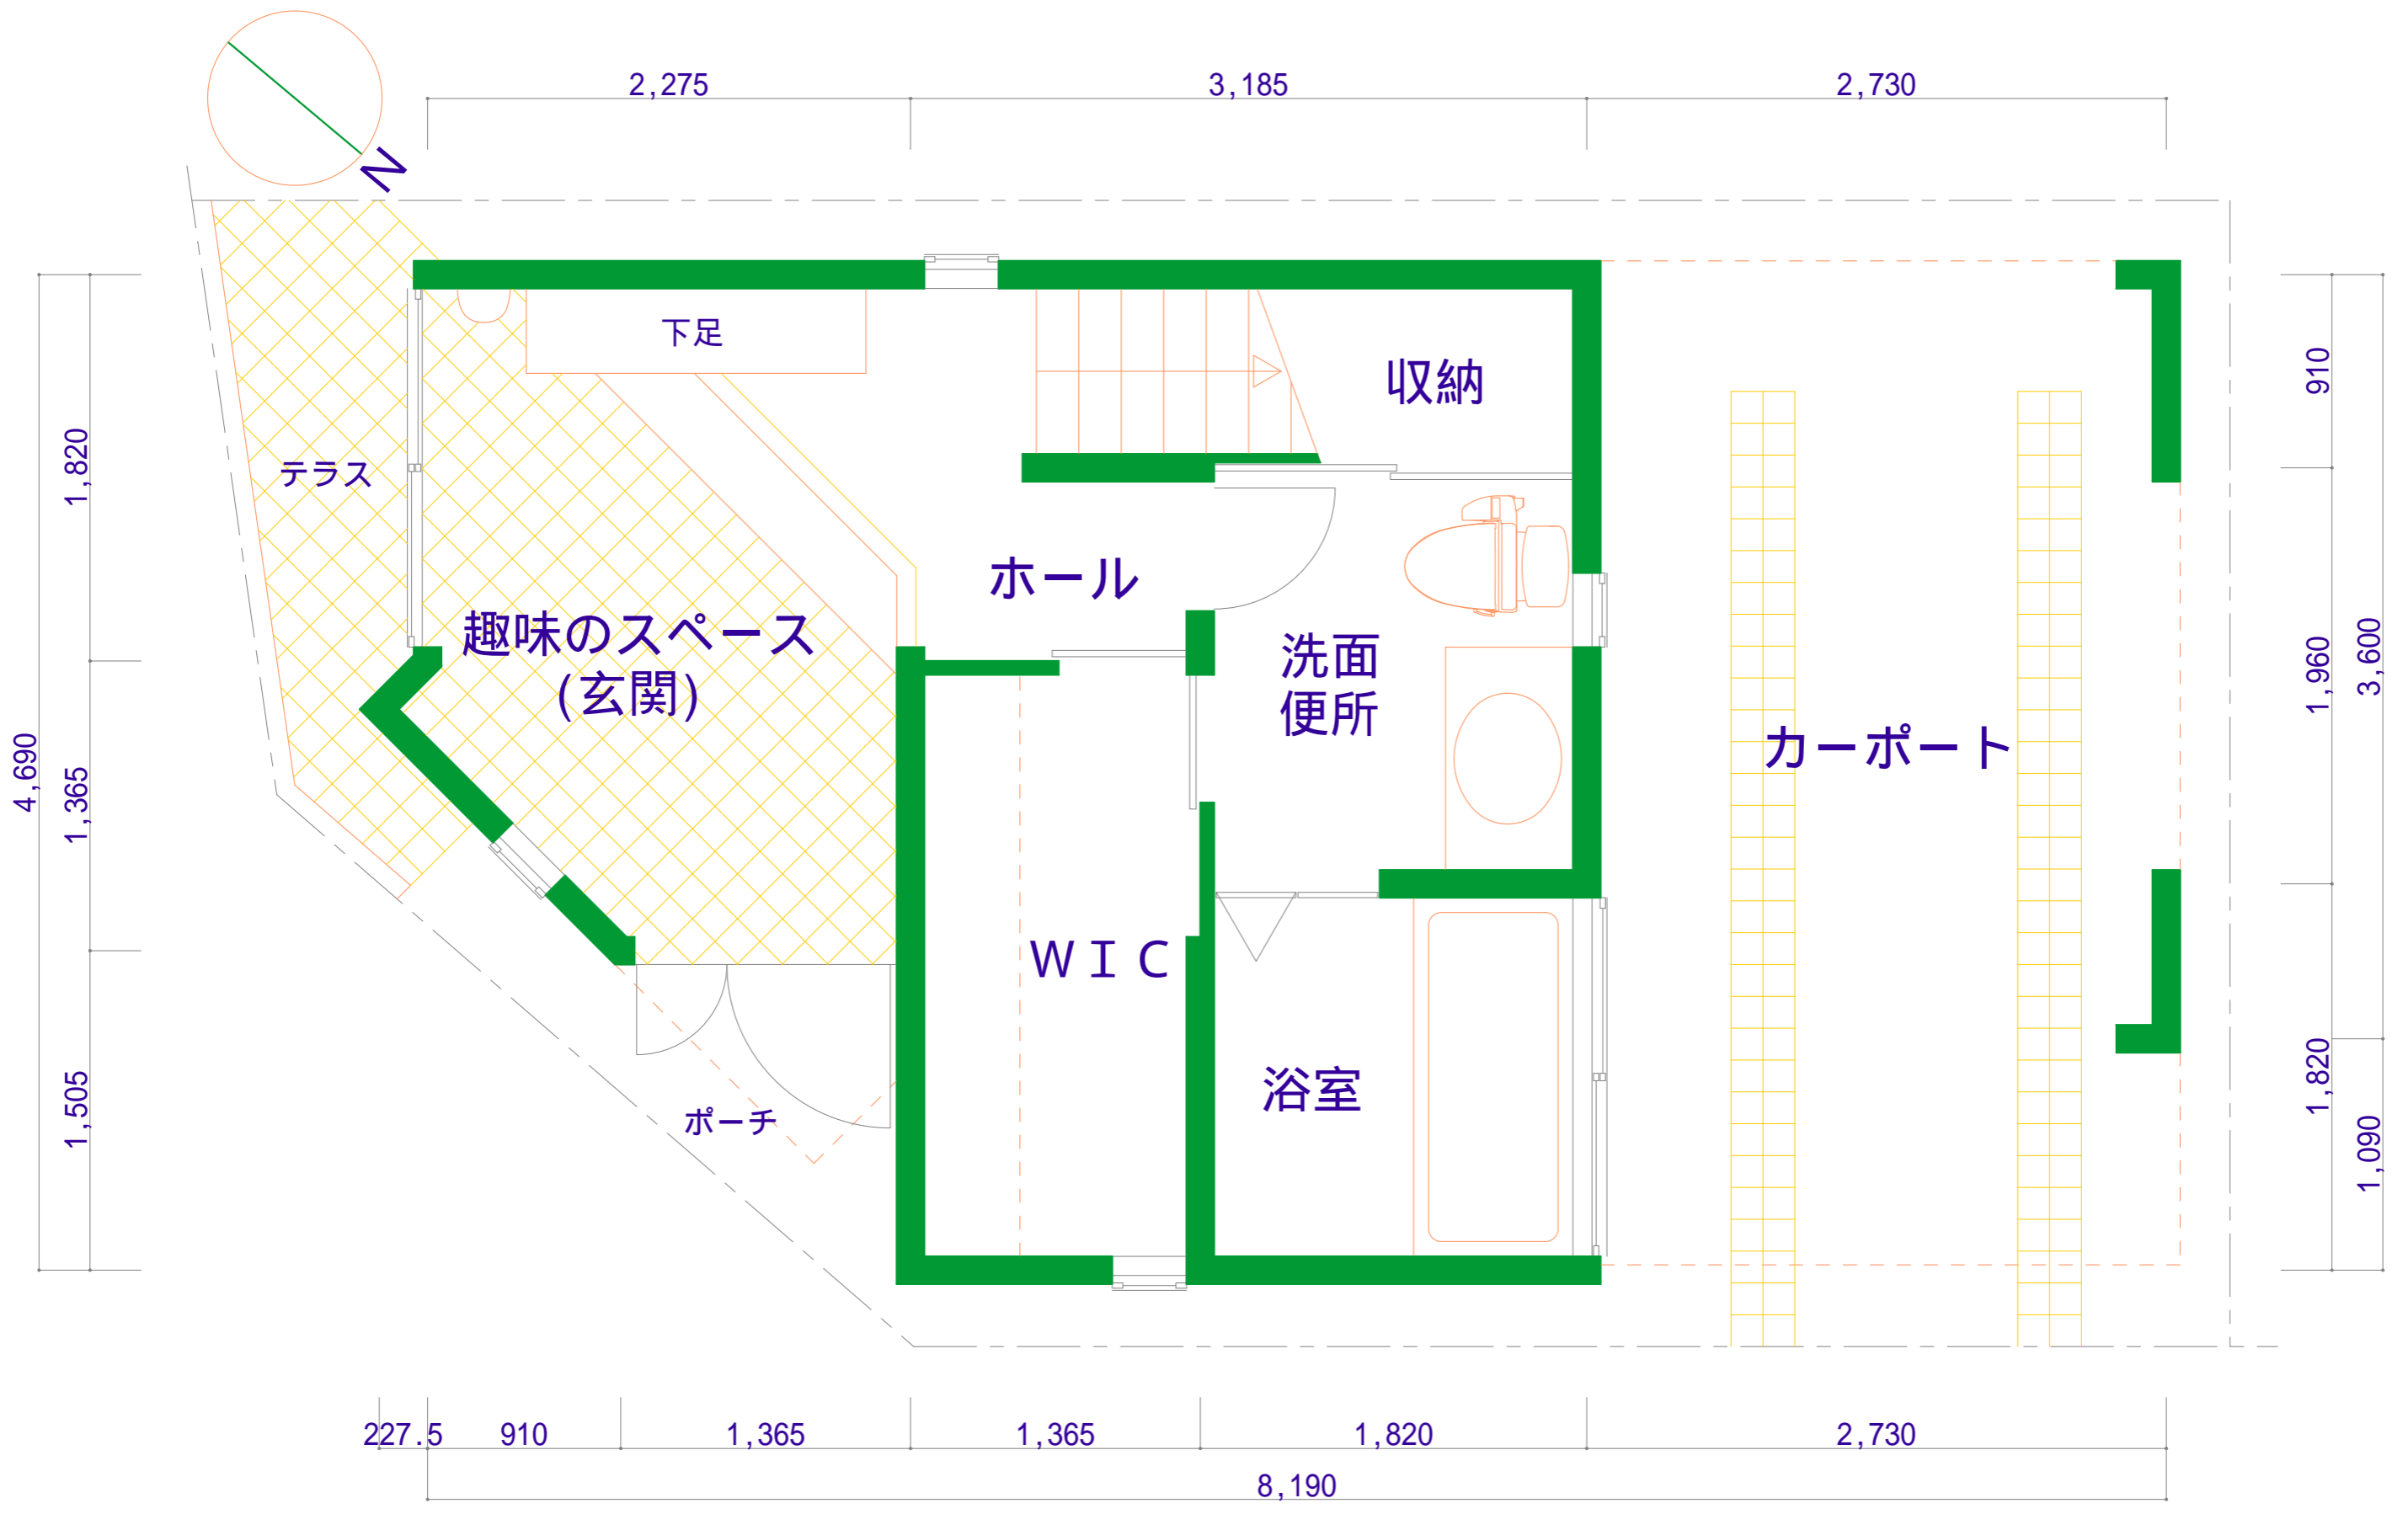 2,275
3,185
2,730
N
下足
収納
910
1,820
テラス
ホール
趣味のスペース
(玄関)
洗面
便所
1,960
3,600
カーポート
4,690
1,365
ＷＩＣ
浴室
ポーチ
1,505
1,820
1,090
227.5
910
1,365
1,365
1,820
2,730
8,190